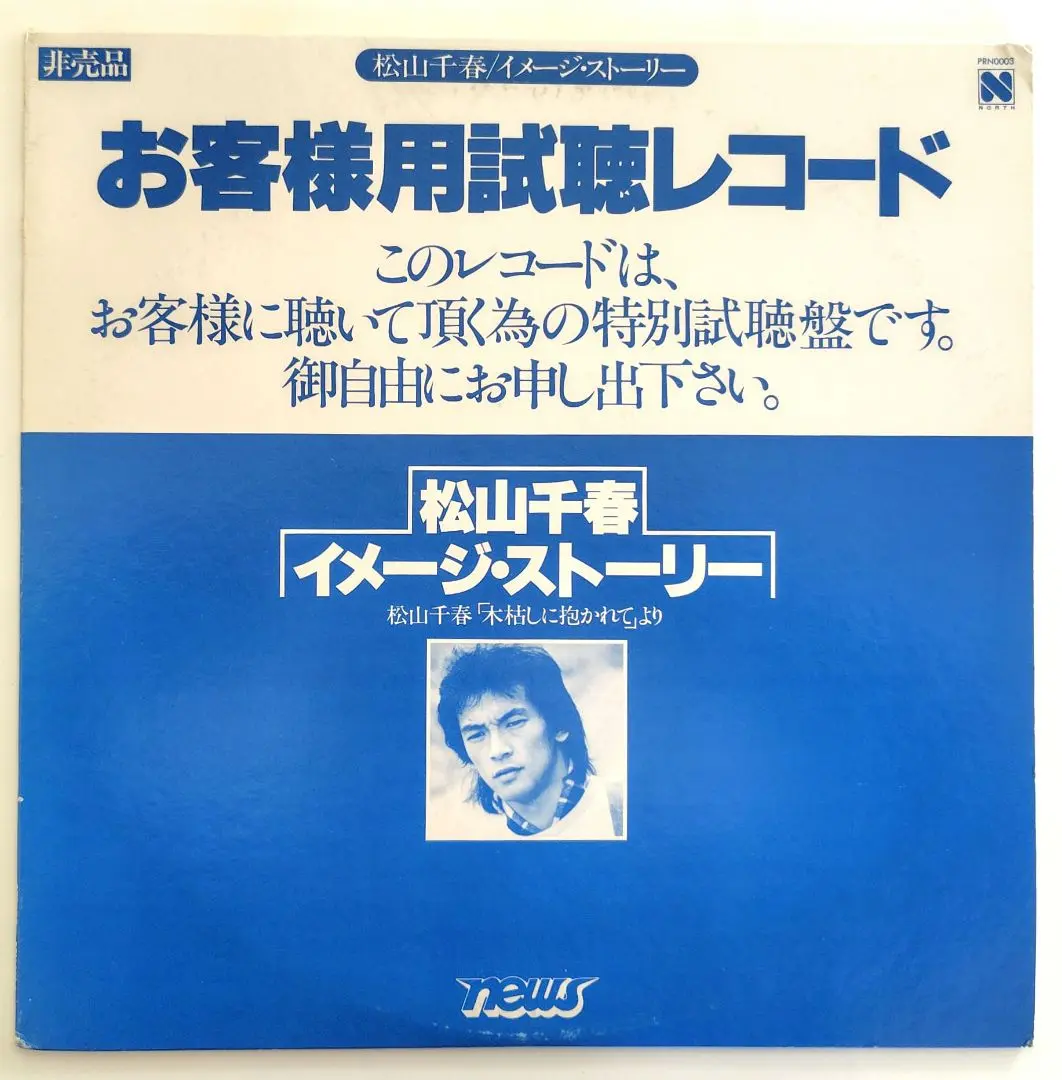 非売品
松山千春/イメージ・ストーリー
PRN0003
NORTH
お客様用試聴レコード
このレコードは、
お客様に聴いて頂く為の特別試聴盤です。
御自由にお申し出下さい。
松山千春
イメージ・ストーリー
松山千春「木枯しに抱かれて」より
news